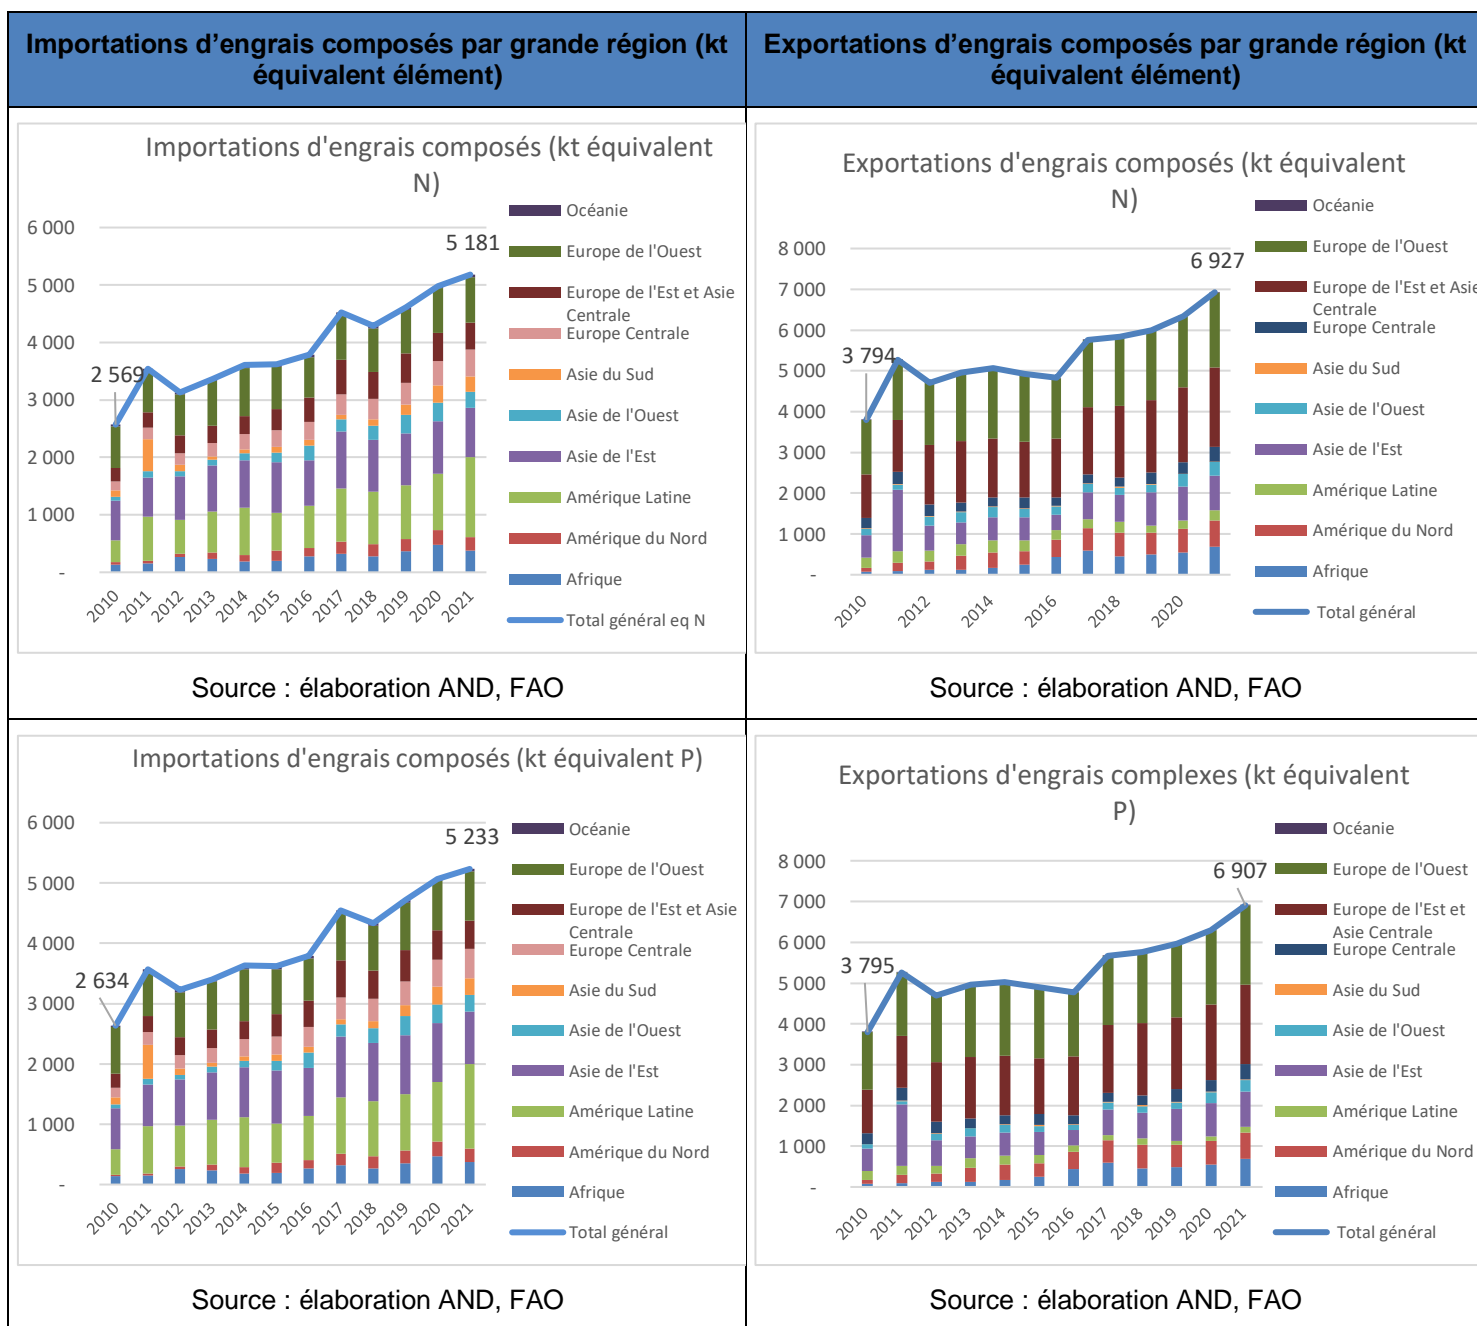 Importations d’engrais composés par grande région (kt
équivalent élément)
Exportations d’engrais composés par grande région (kt
équivalent élément)
Importations d'engrais composés (kt équivalent
N)
6 000
5 000
4 000
3 000
2 000
1 000
-
2 569
5 181
2010
2011
2012
2013
2014
2015
2016
2017
2018
2019
2020
2021
Océanie
Europe de l'Ouest
Europe de l'Est et Asie
Centrale
Europe Centrale
Asie du Sud
Asie de l'Ouest
Asie de l'Est
Amérique Latine
Amérique du Nord
Afrique
Total général eq N
Source : élaboration AND, FAO
Exportations d'engrais composés (kt équivalent
N)
8 000
7 000
6 000
5 000
4 000
3 000
2 000
1 000
-
3 794
6 927
2010
2012
2014
2016
2018
2020
Océanie
Europe de l'Ouest
Europe de l'Est et Asie
Centrale
Europe Centrale
Asie du Sud
Asie de l'Ouest
Asie de l'Est
Amérique Latine
Amérique du Nord
Afrique
Total général
Source : élaboration AND, FAO
Importations d'engrais composés (kt équivalent P)
6 000
5 000
4 000
3 000
2 000
1 000
-
2 634
5 233
2010
2011
2012
2013
2014
2015
2016
2017
2018
2019
2020
2021
Océanie
Europe de l'Ouest
Europe de l'Est et Asie
Centrale
Europe Centrale
Asie du Sud
Asie de l'Ouest
Asie de l'Est
Amérique Latine
Amérique du Nord
Afrique
Total général
Source : élaboration AND, FAO
Exportations d'engrais complexes (kt équivalent
P)
8 000
7 000
6 000
5 000
4 000
3 000
2 000
1 000
-
3 795
6 907
2010
2011
2012
2013
2014
2015
2016
2017
2018
2019
2020
2021
Océanie
Europe de l'Ouest
Europe de l'Est et
Asie Centrale
Europe Centrale
Asie du Sud
Asie de l'Ouest
Asie de l'Est
Amérique Latine
Amérique du Nord
Afrique
Total général
Source : élaboration AND, FAO